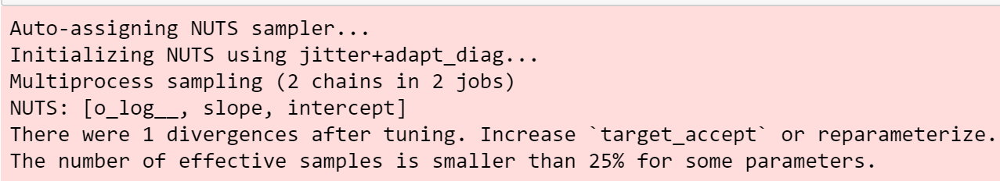 Auto-assigning NUTS sampler...
Initializing NUTS using jitter+adapt_diag...
Multiprocess sampling (2 chains in 2 jobs)
NUTS: [o_log__, slope, intercept]
There were 1 divergences after tuning. Increase `target_accept` or reparameterize.
The number of effective samples is smaller than 25% for some parameters.